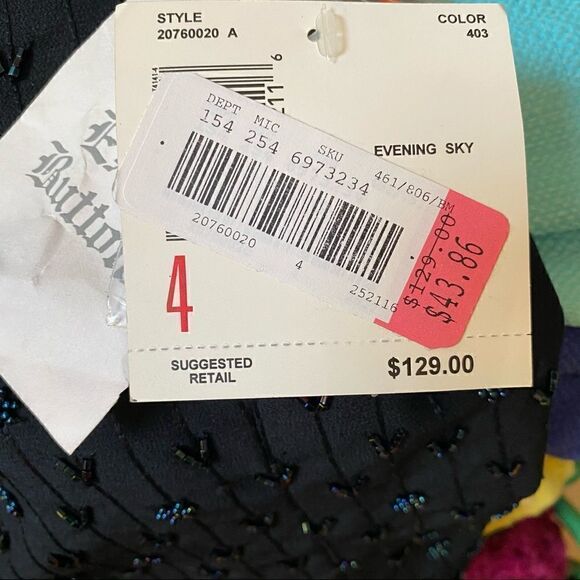 STYLE
20760020 A
COLOR
403
EVENING SKY
DEPT MIC SKU
154 254 6973234
461/806/BM
20760020 4 252116
$129.00
$43.86
4
SUGGESTED
RETAIL
$129.00